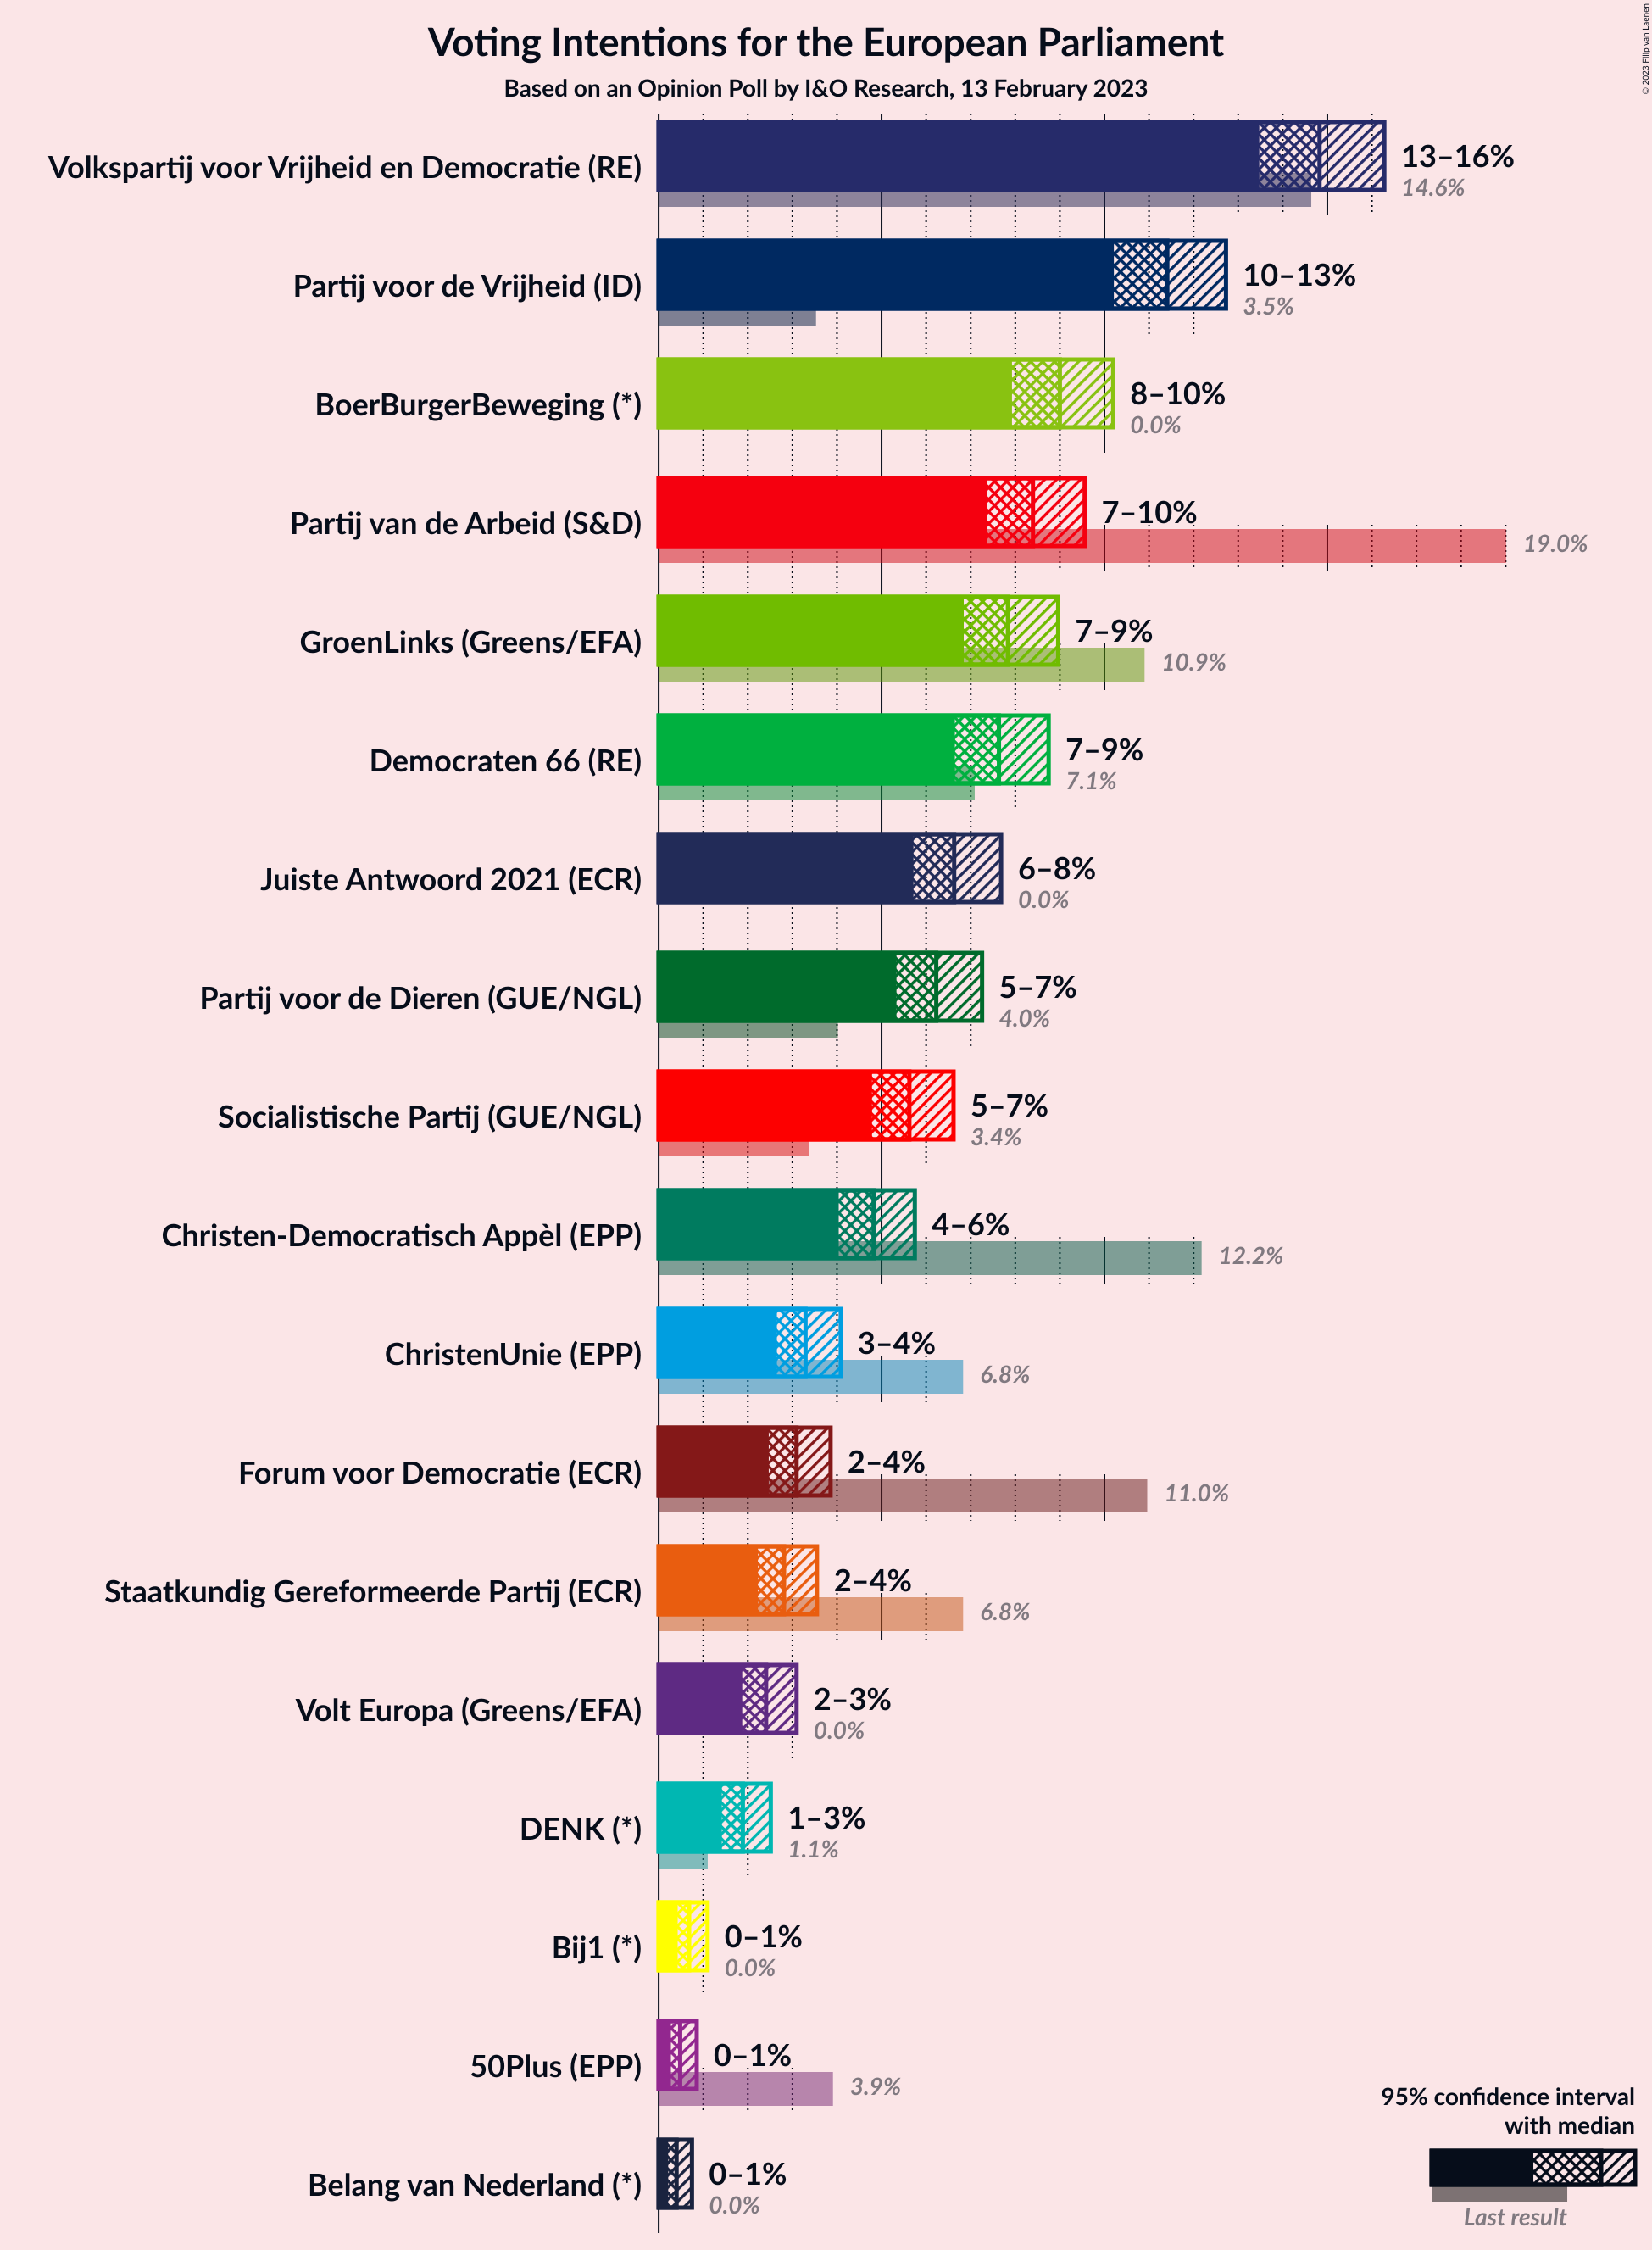 Voting Intentions for the European Parliament
Based on an Opinion Poll by I&O Research, 13 February 2023
© 2023 Filip van Laenen
Volkspartij voor Vrijheid en Democratie (RE)
13–16%
14.6%
Partij voor de Vrijheid (ID)
10–13%
3.5%
BoerBurgerBeweging (*)
8–10%
0.0%
Partij van de Arbeid (S&D)
7–10%
19.0%
GroenLinks (Greens/EFA)
7–9%
10.9%
Democraten 66 (RE)
7–9%
7.1%
Juiste Antwoord 2021 (ECR)
6–8%
0.0%
Partij voor de Dieren (GUE/NGL)
5–7%
4.0%
Socialistische Partij (GUE/NGL)
5–7%
3.4%
Christen-Democratisch Appèl (EPP)
4–6%
12.2%
ChristenUnie (EPP)
3–4%
6.8%
Forum voor Democratie (ECR)
2–4%
11.0%
Staatkundig Gereformeerde Partij (ECR)
2–4%
6.8%
Volt Europa (Greens/EFA)
2–3%
0.0%
DENK (*)
1–3%
1.1%
Bij1 (*)
0–1%
0.0%
50Plus (EPP)
0–1%
3.9%
Belang van Nederland (*)
0–1%
0.0%
95% confidence interval
with median
Last result